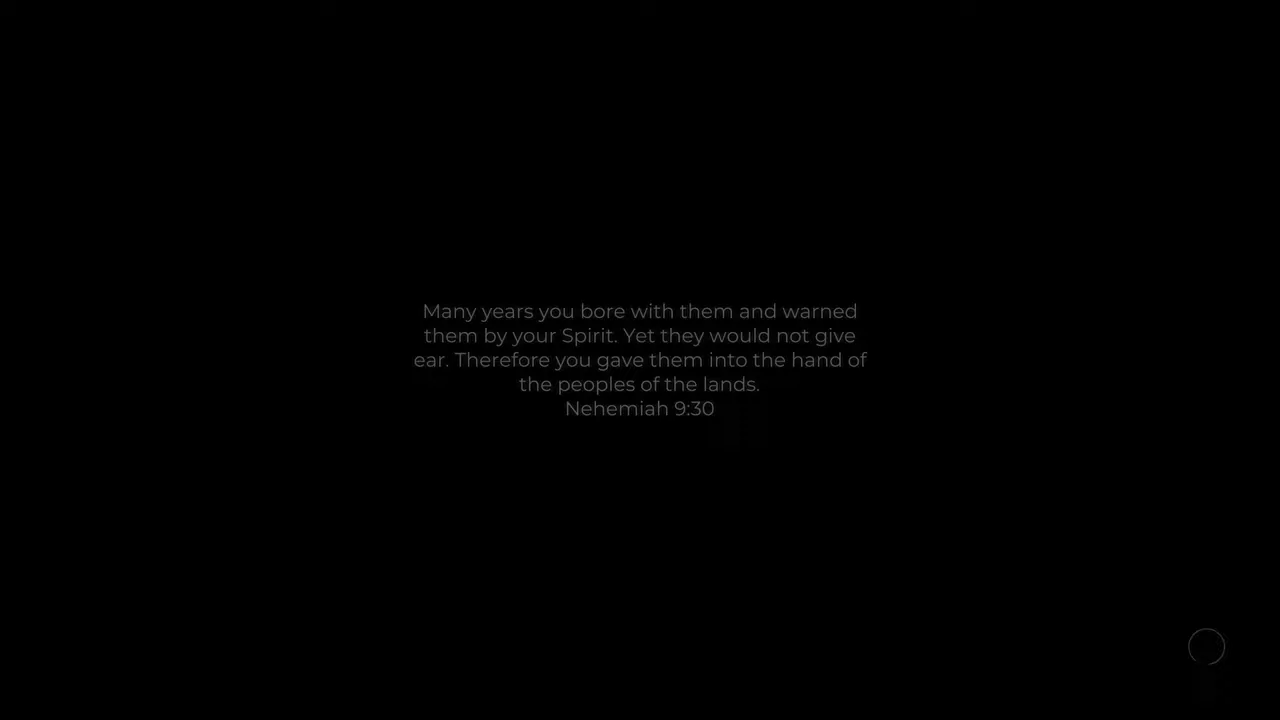 Many years you bore with them and warned
them by your Spirit. Yet they would not give
ear. Therefore you gave them into the hand of
the peoples of the lands.
Nehemiah 9:30